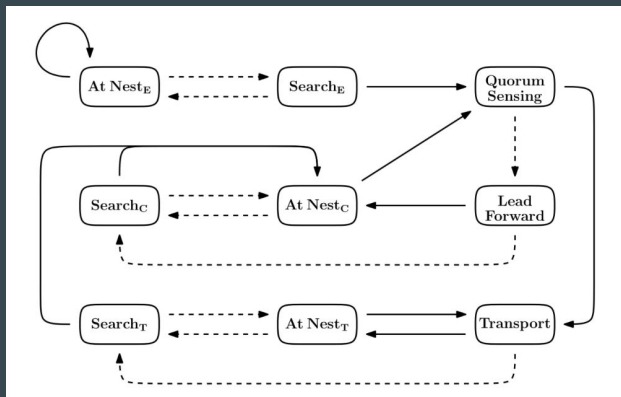 At Nest_E
Search_E
Quorum
Sensing
Search_C
At Nest_C
Lead
Forward
Search_T
At Nest_T
Transport